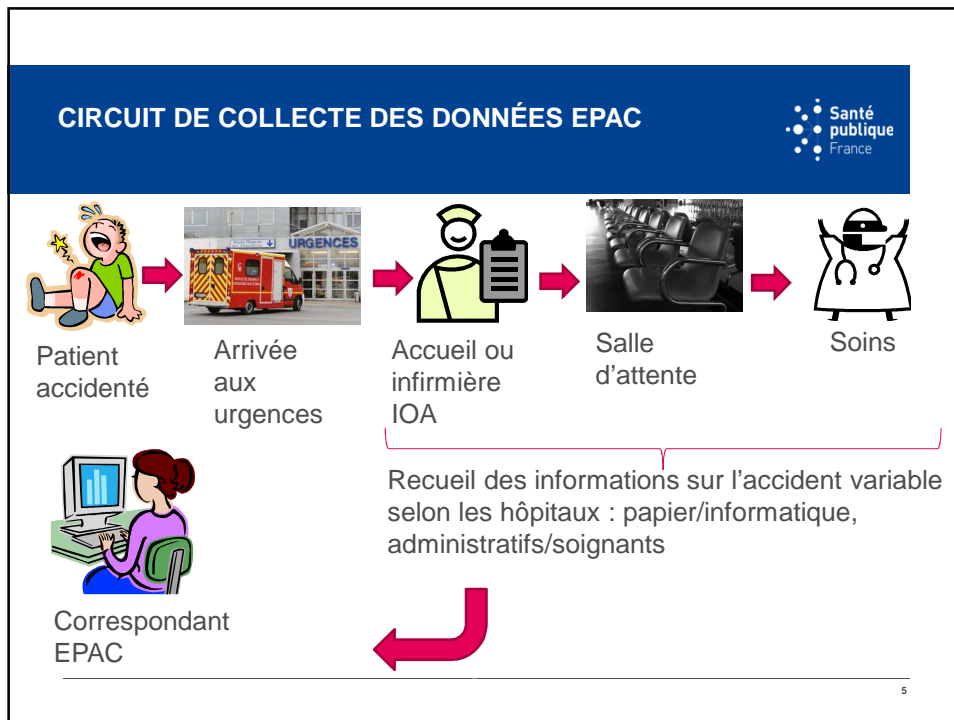 CIRCUIT DE COLLECTE DES DONNÉES EPAC
Santé
publique
France
URGENCES
Patient
accidenté
Arrivée
aux
urgences
Accueil ou
infirmière
IOA
Salle
d'attente
Soins
Recueil des informations sur l'accident variable
selon les hôpitaux : papier/informatique,
administratifs/soignants
Correspondant
EPAC
5